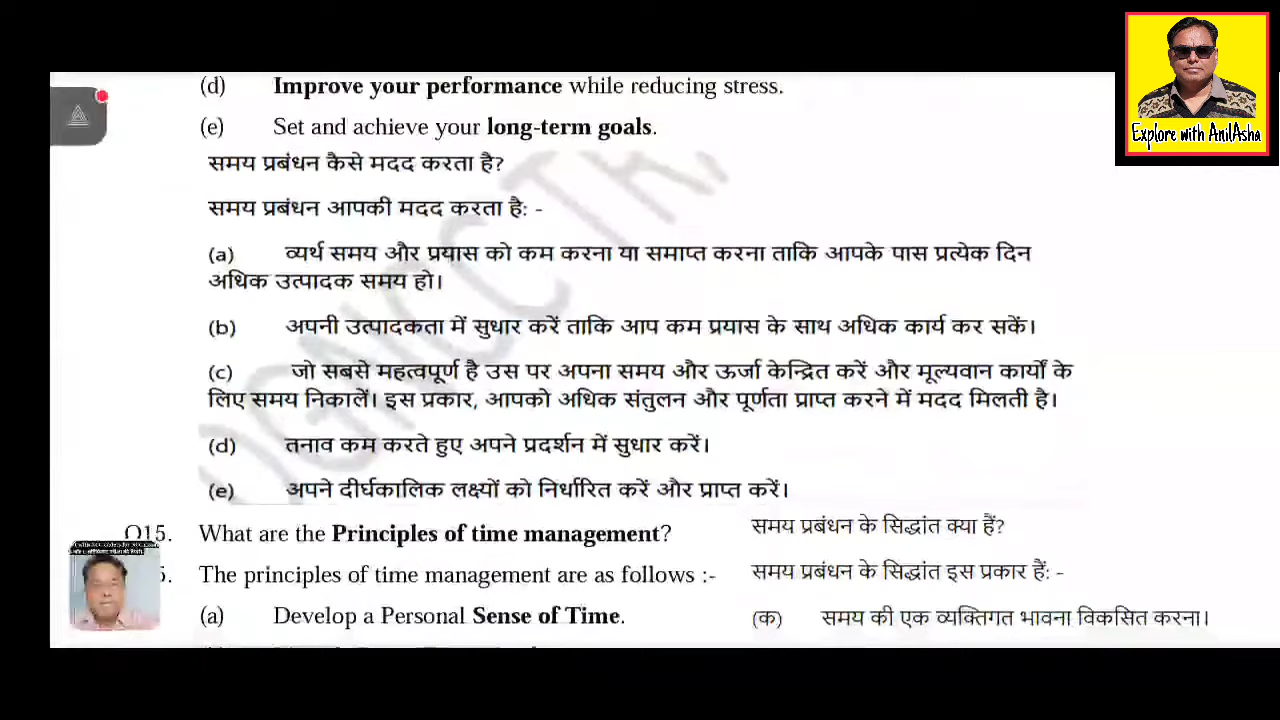 (d) Improve your performance while reducing stress.
(e) Set and achieve your long-term goals.
समय प्रबंधन कैसे मदद करता है?
समय प्रबंधन आपकी मदद करता है: -
(a) व्यर्थ समय और प्रयास को कम करना या समाप्त करना ताकि आपके पास प्रत्येक दिन
अधिक उत्पादक समय हो।
(b) अपनी उत्पादकता में सुधार करें ताकि आप कम प्रयास के साथ अधिक कार्य कर सकें।
(c) जो सबसे महत्वपूर्ण है उस पर अपना समय और ऊर्जा केन्द्रित करें और मूल्यवान कार्यों के
लिए समय निकालें। इस प्रकार, आपको अधिक संतुलन और पूर्णता प्राप्त करने में मदद मिलती है।
(d) तनाव कम करते हुए अपने प्रदर्शन में सुधार करें।
(e) अपने दीर्घकालिक लक्ष्यों को निर्धारित करें और प्राप्त करें।
Q15. What are the Principles of time management? समय प्रबंधन के सिद्धांत क्या हैं?
5. The principles of time management are as follows :- समय प्रबंधन के सिद्धांत इस प्रकार हैं: -
(a) Develop a Personal Sense of Time. (क) समय की एक व्यक्तिगत भावना विकसित करना।
Explore with AnilAsha